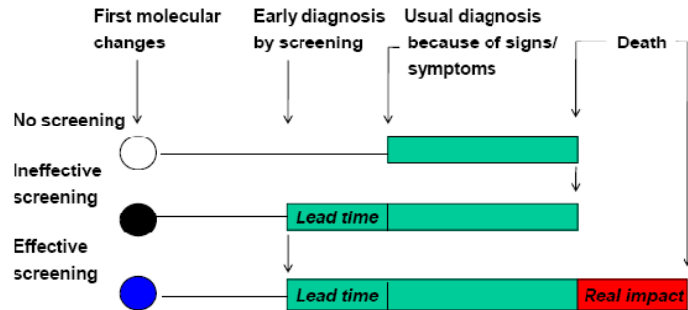 First molecular
changes
Early diagnosis
by screening
Usual diagnosis
because of signs/
symptoms
Death
No screening
Ineffective
screening
Lead time
Effective
screening
Lead time
Real impact